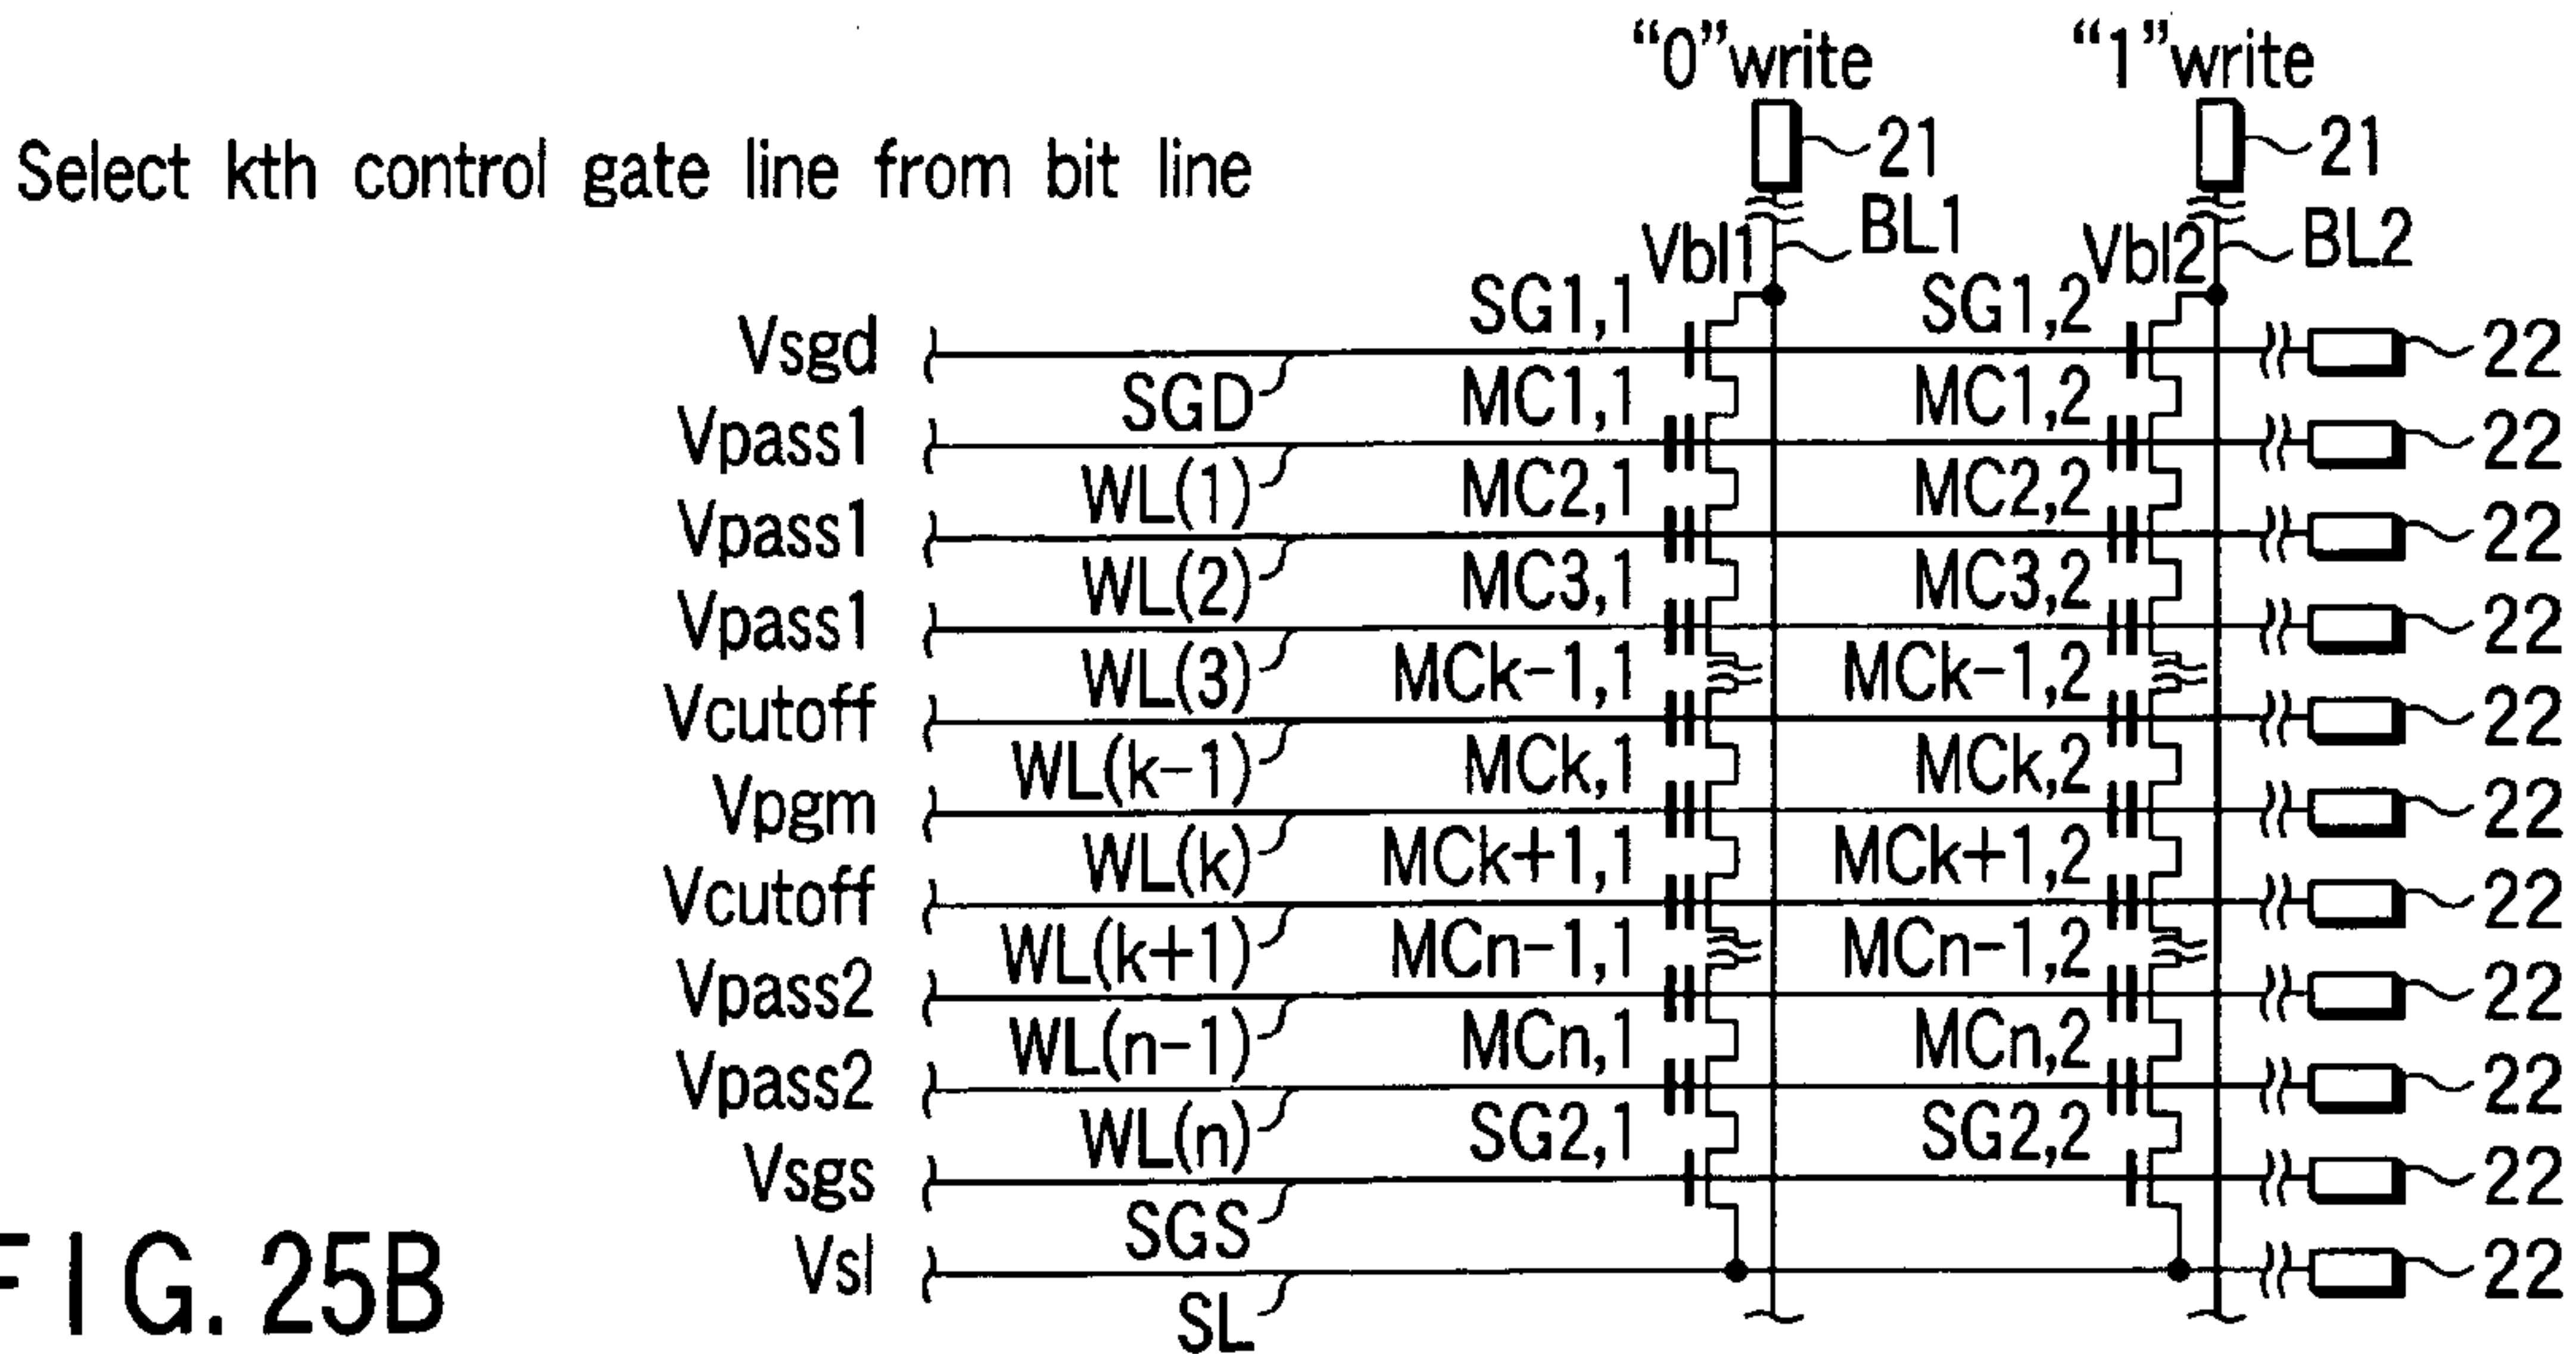 “0”write “1”write
21 21
Select kth control gate line from bit line
Vbl1 BL1 Vbl2 BL2
SG1,1 SG1,2
Vsgd 22
SGD MC1,1 MC1,2
Vpass1 22
WL(1) MC2,1 MC2,2
Vpass1 22
WL(2) MC3,1 MC3,2
Vpass1 22
WL(3) MCk-1,1 MCk-1,2
Vcutoff 22
WL(k-1) MCk,1 MCk,2
Vpgm 22
WL(k) MCk+1,1 MCk+1,2
Vcutoff 22
WL(k+1) MCn-1,1 MCn-1,2
Vpass2 22
WL(n-1) MCn,1 MCn,2
Vpass2 22
WL(n) SG2,1 SG2,2
Vsgs 22
SGS
Vsl 22
SL
FIG. 25B